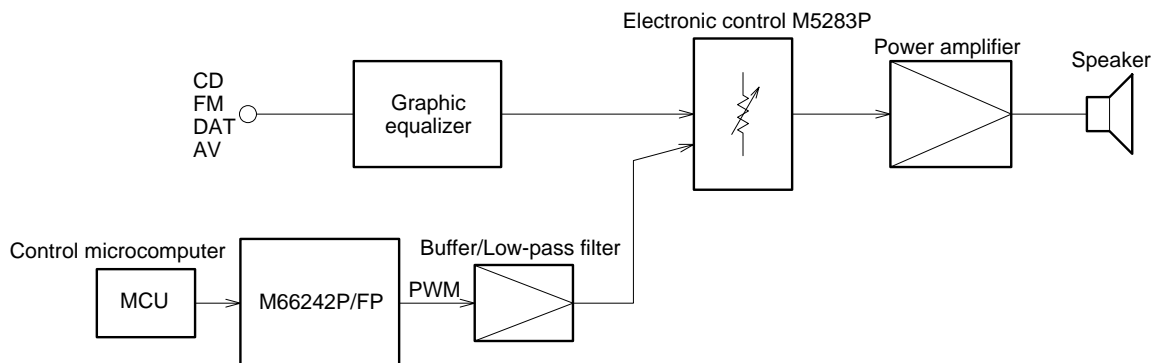 Electronic control M5283P
Power amplifier
Speaker
CD
FM
DAT
AV
Graphic
equalizer
Control microcomputer
Buffer/Low-pass filter
MCU
M66242P/FP
PWM